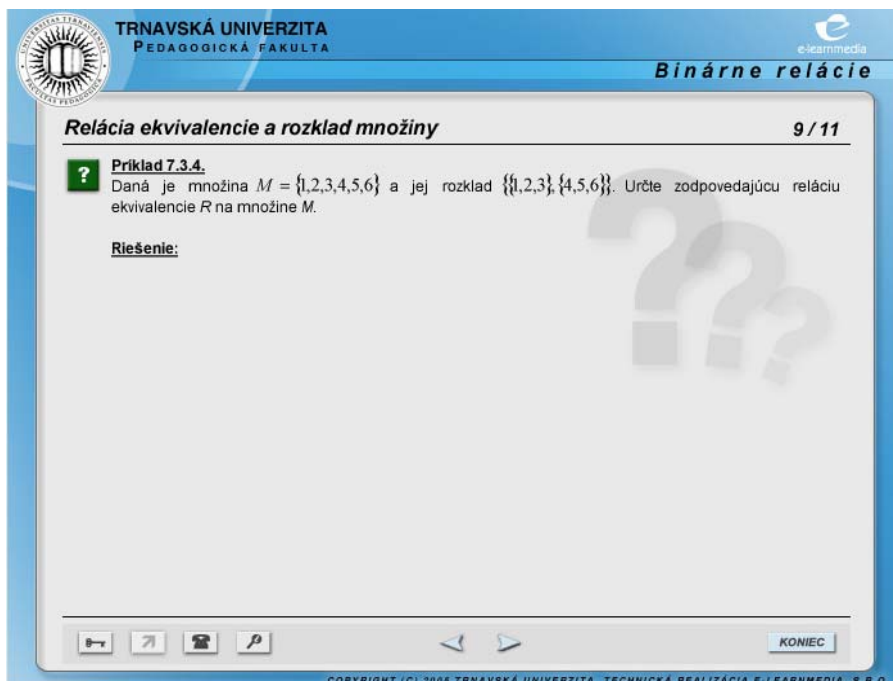 TRNAVSKÁ UNIVERZITA
PEDAGOGICKÁ FAKULTA
e-learnmedia
Binárne relácie
Relácia ekvivalencie a rozklad množiny
9 / 11
?
Príklad 7.3.4.
Daná je množina M = {1,2,3,4,5,6} a jej rozklad {{1,2,3},{4,5,6}}. Určte zodpovedajúcu reláciu
ekvivalencie R na množine M.
Riešenie:
???
KONIEC
COPYRIGHT (C) 2005 TRNAVSKÁ UNIVERZITA, TECHNICKÁ REALIZÁCIA E-LEARNMEDIA, S.R.O.